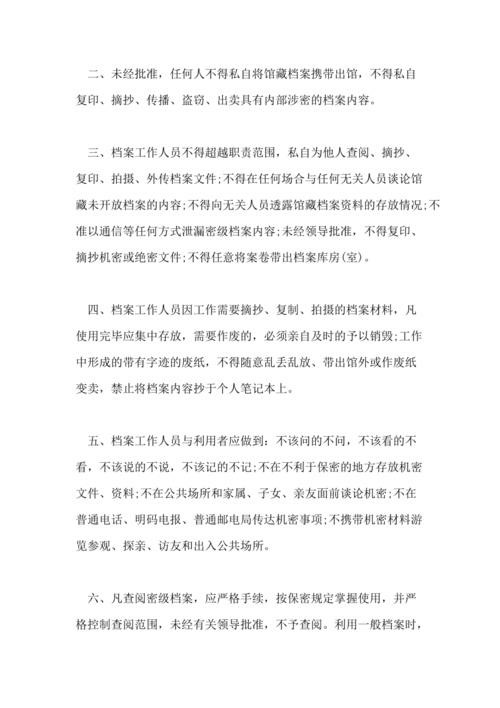 二、未经批准，任何人不得私自将馆藏档案携带出馆，不得私自
复印、摘抄、传播、盗窃、出卖具有内部涉密的档案内容。
三、档案工作人员不得超越职责范围，私自为他人查阅、摘抄、
复印、拍摄、外传档案文件;不得在任何场合与任何无关人员谈论馆
藏未开放档案的内容;不得向无关人员透露馆藏档案资料的存放情况;不
准以通信等任何方式泄漏密级档案内容;未经领导批准，不得复印、
摘抄机密或绝密文件;不得任意将案卷带出档案库房(室)。
四、档案工作人员因工作需要摘抄、复制、拍摄的档案材料，凡
使用完毕应集中存放，需要作废的，必须亲自及时的予以销毁;工作
中形成的带有字迹的废纸，不得随意乱丢乱放、带出馆外或作废纸
变卖，禁止将档案内容抄于个人笔记本上。
五、档案工作人员与利用者应做到：不该问的不问，不该看的不
看，不该说的不说，不该记的不记;不在不利于保密的地方存放机密
文件、资料;不在公共场所和家属、子女、亲友面前谈论机密;不在
普通电话、明码电报、普通邮电局传达机密事项;不携带机密材料游
览参观、探亲、访友和出入公共场所。
六、凡查阅密级档案，应严格手续，按保密规定掌握使用，并严
格控制查阅范围，未经有关领导批准，不予查阅。利用一般档案时，